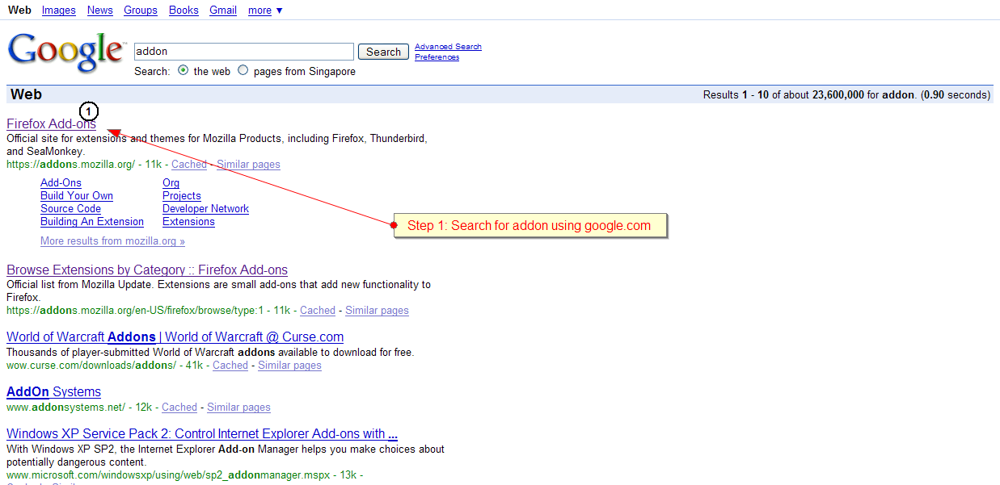 Web Images News Groups Books Gmail more ▼
Google™ addon Search Advanced Search
Preferences
Search: the web pages from Singapore
Web Results 1 - 10 of about 23,600,000 for addon. (0.90 seconds)
1
Firefox Add-ons
Official site for extensions and themes for Mozilla Products, including Firefox, Thunderbird,
and SeaMonkey.
https://addons.mozilla.org/ - 11k - Cached - Similar pages
Add-Ons Org
Build Your Own Projects
Source Code Developer Network
Building An Extension Extensions
Step 1: Search for addon using google.com
More results from mozilla.org »
Browse Extensions by Category :: Firefox Add-ons
Official list from Mozilla Update. Extensions are small add-ons that add new functionality to
Firefox.
https://addons.mozilla.org/en-US/firefox/browse/type:1 - 11k - Cached - Similar pages
World of Warcraft Addons | World of Warcraft @ Curse.com
Thousands of player-submitted World of Warcraft addons available to download for free.
wow.curse.com/downloads/addons/ - 41k - Cached - Similar pages
AddOn Systems
www.addonsystems.net/ - 12k - Cached - Similar pages
Windows XP Service Pack 2: Control Internet Explorer Add-ons with ...
With Windows XP SP2, the Internet Explorer Add-on Manager helps you make choices about
potentially dangerous content.
www.microsoft.com/windowsxp/using/web/sp2_addonmanager.mspx - 13k -